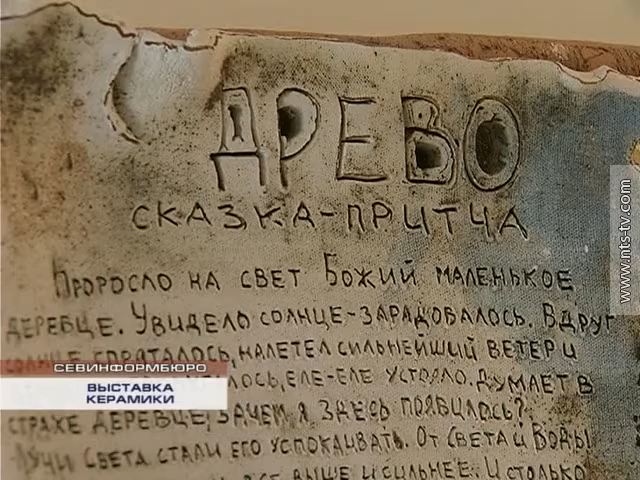 ДРЕВО
СКАЗКА-ПРИТЧА
ПРОРОСЛО НА СВЕТ БОЖИЙ МАЛЕНЬКОЕ
ДЕРЕВЦЕ. УВИДЕЛО СОЛНЦЕ-ЗАРАДОВАЛОСЬ. ВДРУГ
СОЛНЦЕ СПРЯТАЛОСЬ, НАЛЕТЕЛ СИЛЬНЕЙШИЙ ВЕТЕР И
ЕЛЕ-ЕЛЕ УСТОЯЛО. ДУМАЕТ В
СТРАХЕ ДЕРЕВЦЕ, ЗАЧЕМ Я ЗДЕСЬ ПОЯВИЛОСЬ?
ЛУЧИ СВЕТА СТАЛИ ЕГО УСПОКАИВАТЬ. ОТ СВЕТА И ВОДЫ
ВСЕ ВЫШЕ И СИЛЬНЕЕ. И СТОЛЬКО
СЕВИНФОРМБЮРО
ВЫСТАВКА
КЕРАМИКИ
www.nts-tv.com